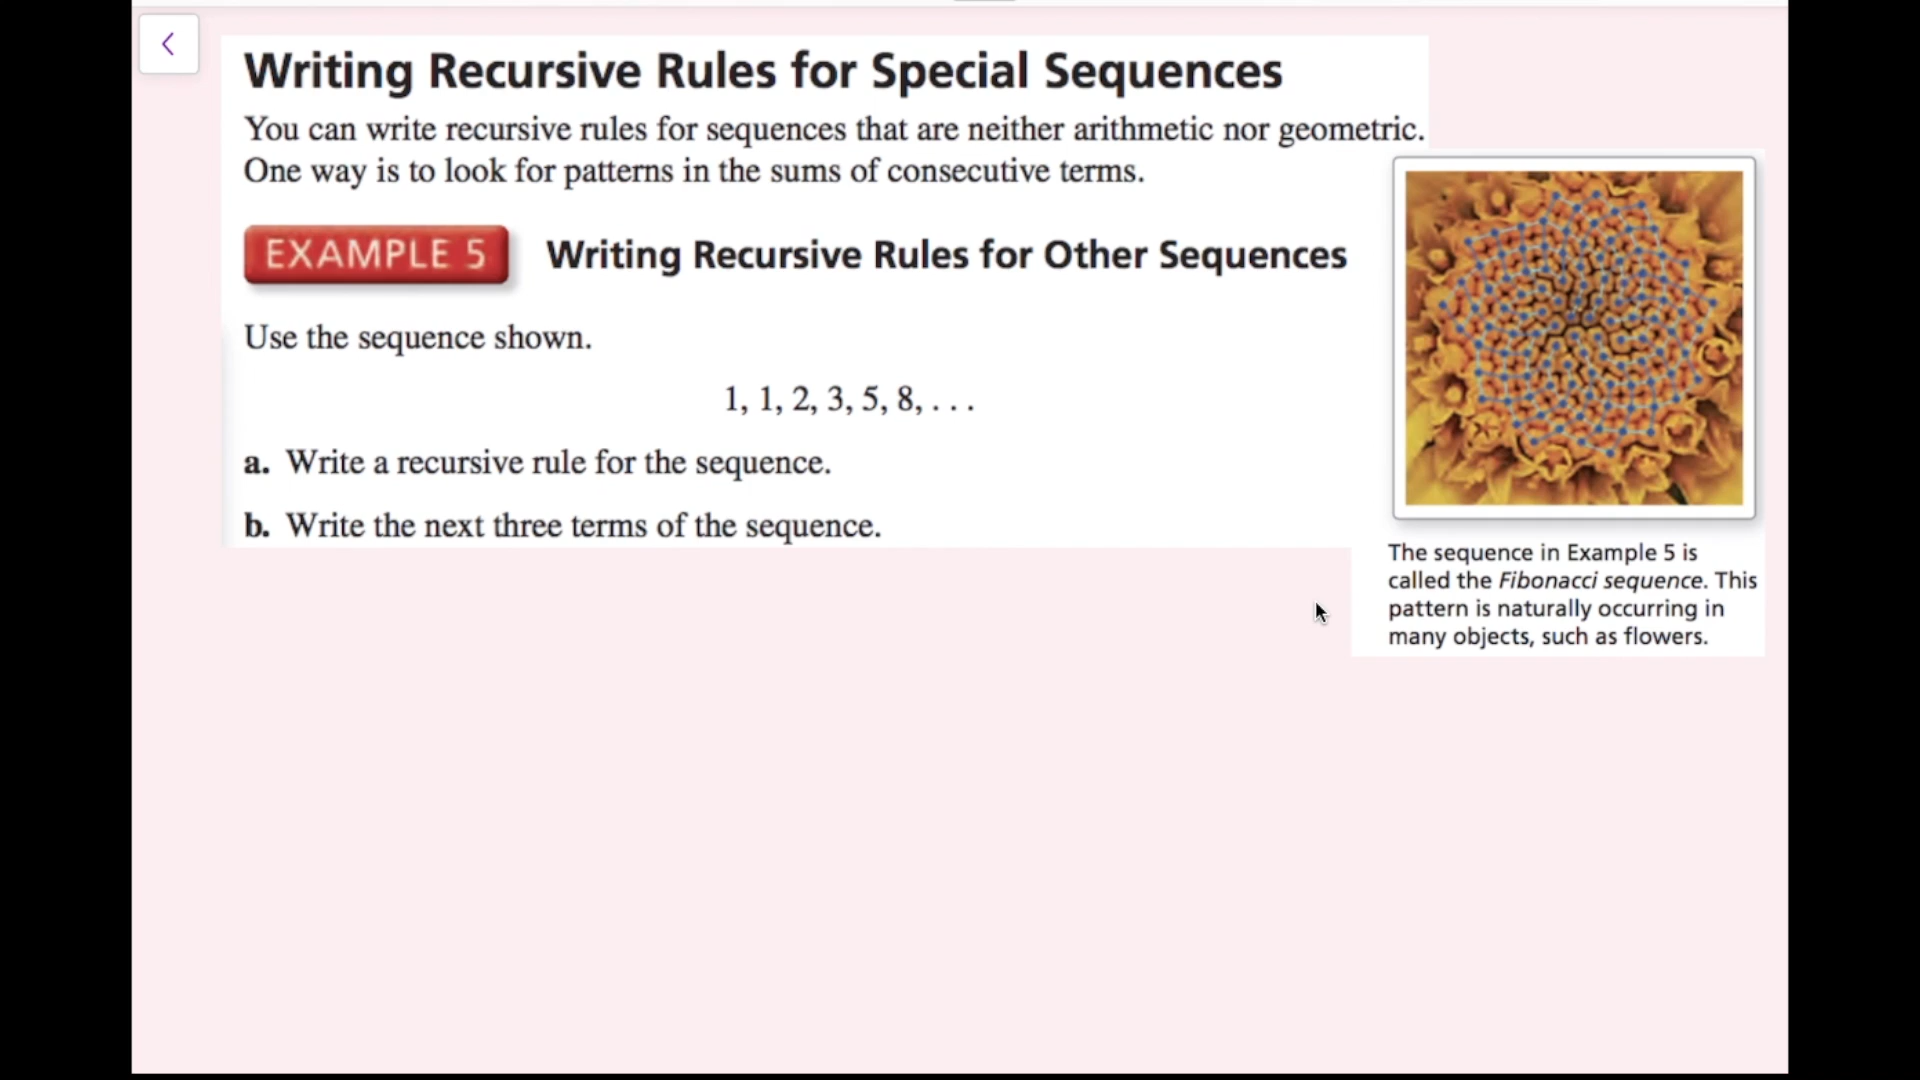 Writing Recursive Rules for Special Sequences
You can write recursive rules for sequences that are neither arithmetic nor geometric.
One way is to look for patterns in the sums of consecutive terms.
EXAMPLE 5 Writing Recursive Rules for Other Sequences
Use the sequence shown.
1, 1, 2, 3, 5, 8, . . .
a. Write a recursive rule for the sequence.
b. Write the next three terms of the sequence.
The sequence in Example 5 is
called the Fibonacci sequence. This
pattern is naturally occurring in
many objects, such as flowers.